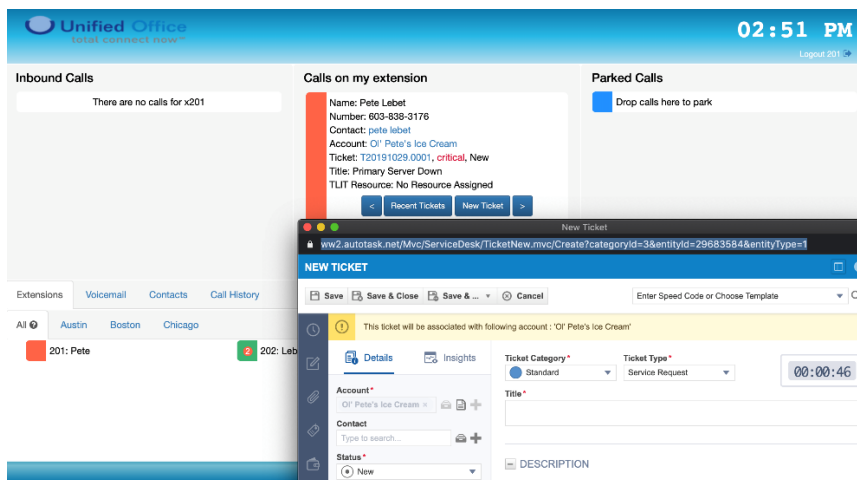 Unified Office
total connect now™
02:51 PM
Logout 201
Inbound Calls
There are no calls for x201
Calls on my extension
Name: Pete Lebet
Number: 603-838-3176
Contact: pete lebet
Account: Ol' Pete's Ice Cream
Ticket: T20191029.0001, critical, New
Title: Primary Server Down
TLIT Resource: No Resource Assigned
< Recent Tickets New Ticket >
Parked Calls
Drop calls here to park
Extensions Voicemail Contacts Call History
All Austin Boston Chicago
201: Pete
2 202: Leb
New Ticket
ww2.autotask.net/Mvc/ServiceDesk/TicketNew.mvc/Create?categoryId=3&entityId=29683584&entityType=1
NEW TICKET
Save Save & Close Save & ... Cancel Enter Speed Code or Choose Template
This ticket will be associated with following account : 'Ol' Pete's Ice Cream'
Details Insights
Account*
Ol' Pete's Ice Cream ×
Contact
Type to search...
Status*
New
Ticket Category* Ticket Type*
Standard Service Request
00:00:46
Title*
DESCRIPTION